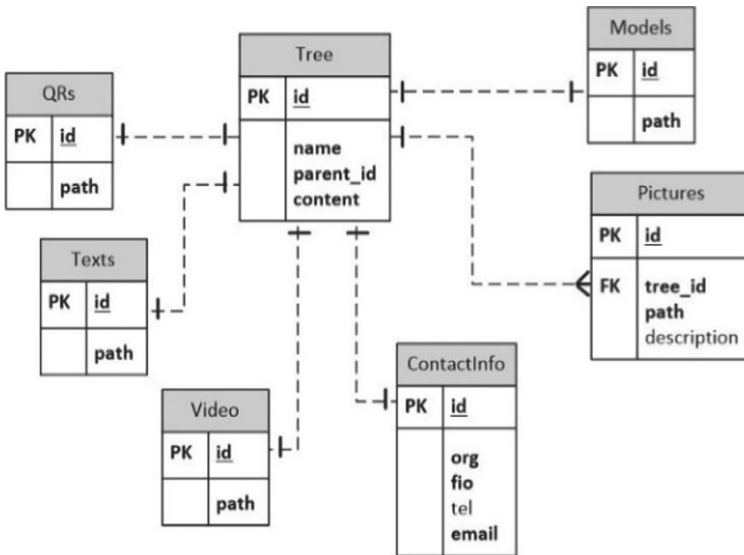 Tree
PK id
name
parent_id
content
Models
PK id
path
QRs
PK id
path
Pictures
PK id
FK tree_id
path
description
Texts
PK id
path
ContactInfo
PK id
org
fio
tel
email
Video
PK id
path